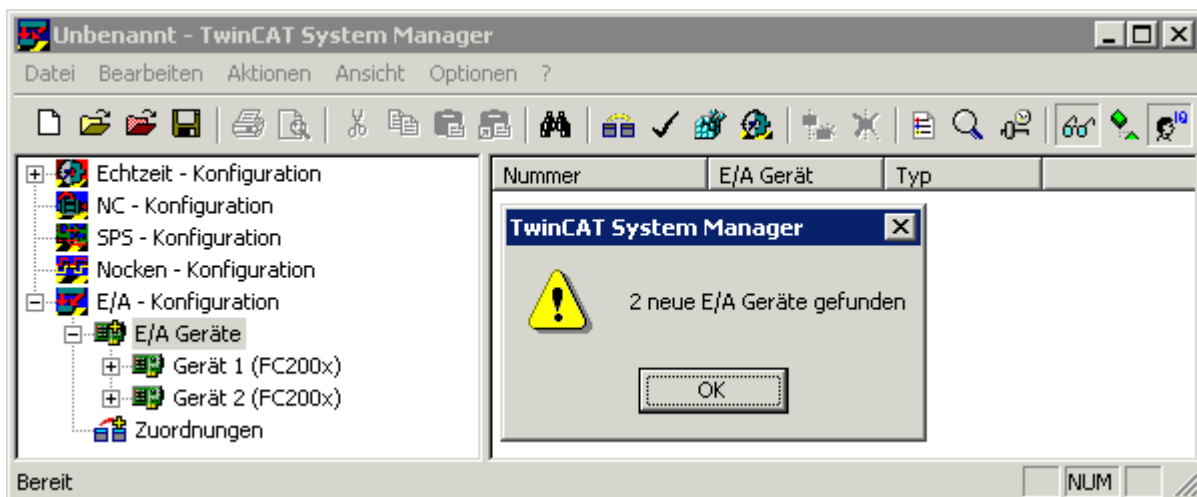 Unbenannt - TwinCAT System Manager
Datei Bearbeiten Aktionen Ansicht Optionen ?
IQ
Echtzeit - Konfiguration
NC - Konfiguration
SPS - Konfiguration
Nocken - Konfiguration
E/A - Konfiguration
E/A Geräte
Gerät 1 (FC200x)
Gerät 2 (FC200x)
Zuordnungen
Nummer E/A Gerät Typ
TwinCAT System Manager
2 neue E/A Geräte gefunden
OK
Bereit NUM